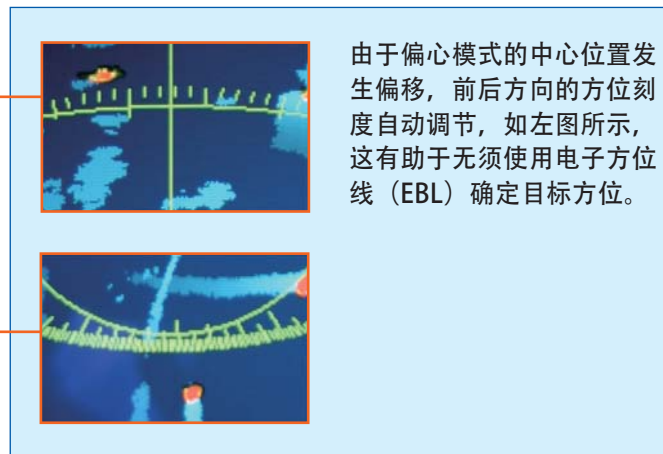 由于偏心模式的中心位置发
生偏移，前后方向的方位刻
度自动调节，如左图所示，
这有助于无须使用电子方位
线（EBL）确定目标方位。